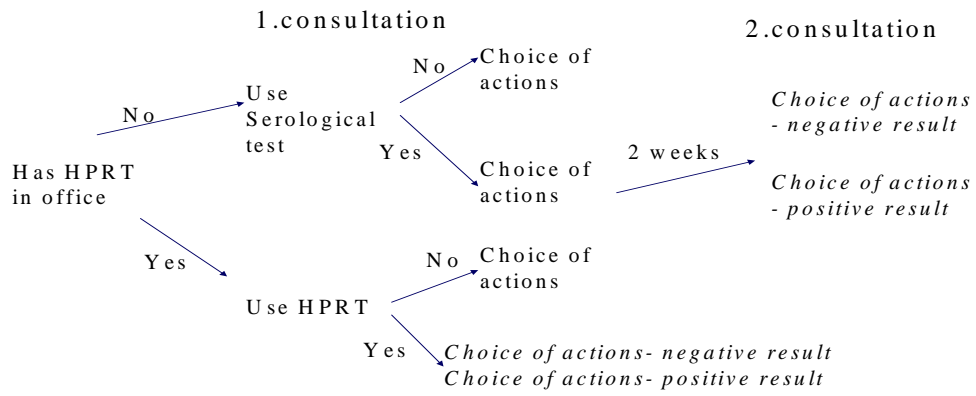 1.consultation
2.consultation
No
Choice of
actions
No
Use
Serological
test
Choice of actions
- negative result
Yes
2 weeks
Has HPRT
in office
Choice of
actions
Choice of actions
- positive result
Yes
No
Choice of
actions
Use HPRT
Yes
Choice of actions- negative result
Choice of actions- positive result